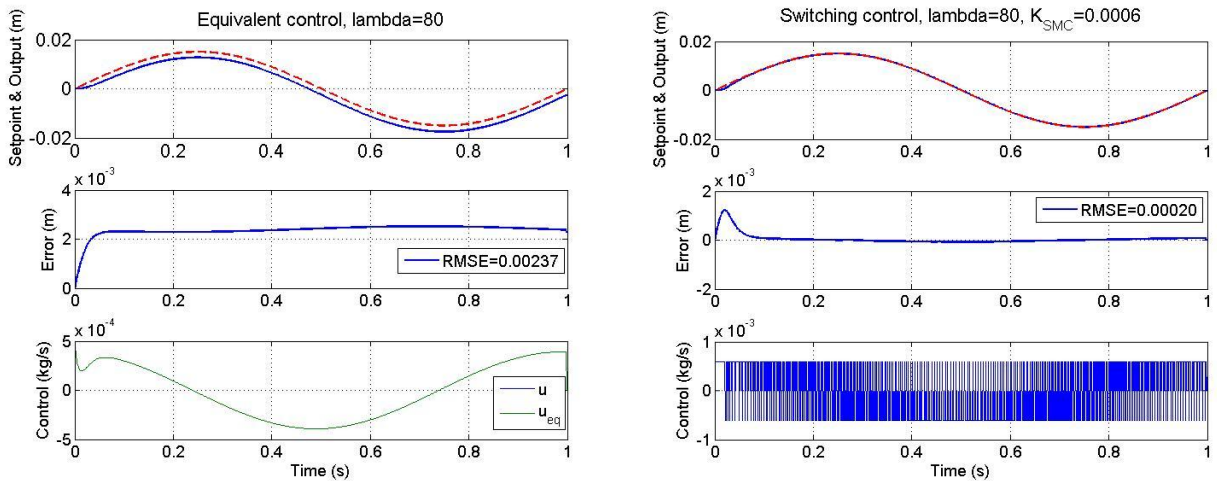 Equivalent control, lambda=80
Setpoint & Output (m)
0.02
0
-0.02
0 0.2 0.4 0.6 0.8 1
x 10^-3
Error (m)
4
2
0
RMSE=0.00237
0 0.2 0.4 0.6 0.8 1
x 10^-4
Control (kg/s)
5
0
-5
u
u_eq
0 0.2 0.4 0.6 0.8 1
Time (s)
Switching control, lambda=80, K_SMC=0.0006
Setpoint & Output (m)
0.02
0
-0.02
0 0.2 0.4 0.6 0.8 1
x 10^-3
Error (m)
2
0
-2
RMSE=0.00020
0 0.2 0.4 0.6 0.8 1
x 10^-3
Control (kg/s)
1
0
-1
0 0.2 0.4 0.6 0.8 1
Time (s)